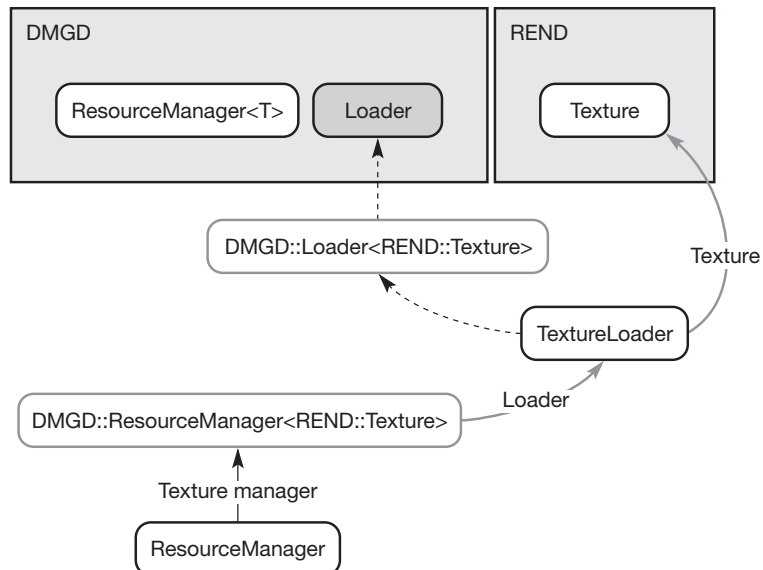 DMGD
REND
ResourceManager<T>
Loader
Texture
DMGD::Loader<REND::Texture>
Texture
TextureLoader
Loader
DMGD::ResourceManager<REND::Texture>
Texture manager
ResourceManager